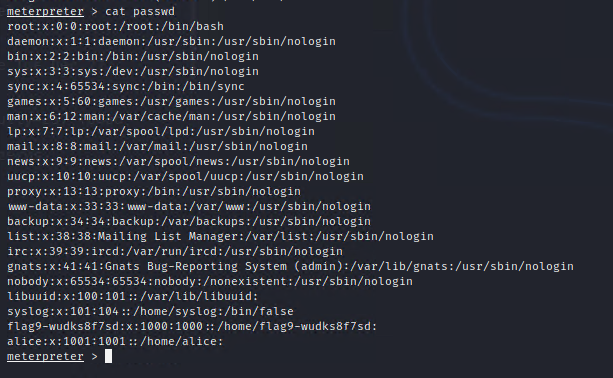 meterpreter > cat passwd
root:x:0:0:root:/root:/bin/bash
daemon:x:1:1:daemon:/usr/sbin:/usr/sbin/nologin
bin:x:2:2:bin:/bin:/usr/sbin/nologin
sys:x:3:3:sys:/dev:/usr/sbin/nologin
sync:x:4:65534:sync:/bin:/bin/sync
games:x:5:60:games:/usr/games:/usr/sbin/nologin
man:x:6:12:man:/var/cache/man:/usr/sbin/nologin
lp:x:7:7:lp:/var/spool/lpd:/usr/sbin/nologin
mail:x:8:8:mail:/var/mail:/usr/sbin/nologin
news:x:9:9:news:/var/spool/news:/usr/sbin/nologin
uucp:x:10:10:uucp:/var/spool/uucp:/usr/sbin/nologin
proxy:x:13:13:proxy:/bin:/usr/sbin/nologin
www-data:x:33:33:www-data:/var/www:/usr/sbin/nologin
backup:x:34:34:backup:/var/backups:/usr/sbin/nologin
list:x:38:38:Mailing List Manager:/var/list:/usr/sbin/nologin
irc:x:39:39:ircd:/var/run/ircd:/usr/sbin/nologin
gnats:x:41:41:Gnats Bug-Reporting System (admin):/var/lib/gnats:/usr/sbin/nologin
nobody:x:65534:65534:nobody:/nonexistent:/usr/sbin/nologin
libuuid:x:100:101::/var/lib/libuuid:
syslog:x:101:104::/home/syslog:/bin/false
flag9-wudks8f7sd:x:1000:1000::/home/flag9-wudks8f7sd:
alice:x:1001:1001::/home/alice:
meterpreter >